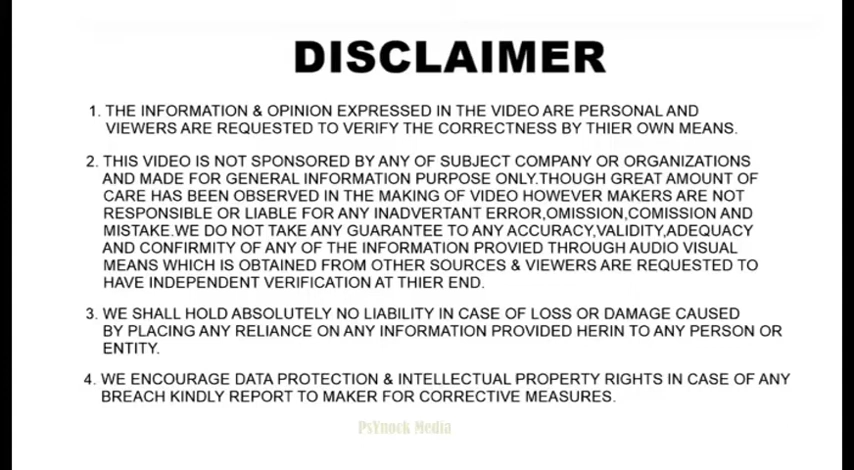 DISCLAIMER
1. THE INFORMATION & OPINION EXPRESSED IN THE VIDEO ARE PERSONAL AND
VIEWERS ARE REQUESTED TO VERIFY THE CORRECTNESS BY THIER OWN MEANS.
2. THIS VIDEO IS NOT SPONSORED BY ANY OF SUBJECT COMPANY OR ORGANIZATIONS
AND MADE FOR GENERAL INFORMATION PURPOSE ONLY.THOUGH GREAT AMOUNT OF
CARE HAS BEEN OBSERVED IN THE MAKING OF VIDEO HOWEVER MAKERS ARE NOT
RESPONSIBLE OR LIABLE FOR ANY INADVERTANT ERROR,OMISSION,COMISSION AND
MISTAKE.WE DO NOT TAKE ANY GUARANTEE TO ANY ACCURACY,VALIDITY,ADEQUACY
AND CONFIRMITY OF ANY OF THE INFORMATION PROVIED THROUGH AUDIO VISUAL
MEANS WHICH IS OBTAINED FROM OTHER SOURCES & VIEWERS ARE REQUESTED TO
HAVE INDEPENDENT VERIFICATION AT THIER END.
3. WE SHALL HOLD ABSOLUTELY NO LIABILITY IN CASE OF LOSS OR DAMAGE CAUSED
BY PLACING ANY RELIANCE ON ANY INFORMATION PROVIDED HERIN TO ANY PERSON OR
ENTITY.
4. WE ENCOURAGE DATA PROTECTION & INTELLECTUAL PROPERTY RIGHTS IN CASE OF ANY
BREACH KINDLY REPORT TO MAKER FOR CORRECTIVE MEASURES.
PsYnock Media